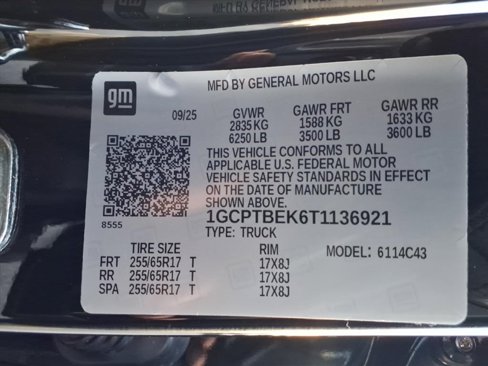 MFD BY GENERAL MOTORS LLC
gm
09/25
GVWR GAWR FRT GAWR RR
2835 KG 1588 KG 1633 KG
6250 LB 3500 LB 3600 LB
THIS VEHICLE CONFORMS TO ALL
APPLICABLE U.S. FEDERAL MOTOR
VEHICLE SAFETY STANDARDS IN EFFECT
ON THE DATE OF MANUFACTURE
SHOWN ABOVE.
1GCPTBEK6T1136921
8555
TYPE: TRUCK
TIRE SIZE RIM MODEL: 6114C43
FRT 255/65R17 T 17X8J
RR 255/65R17 T 17X8J
SPA 255/65R17 T 17X8J